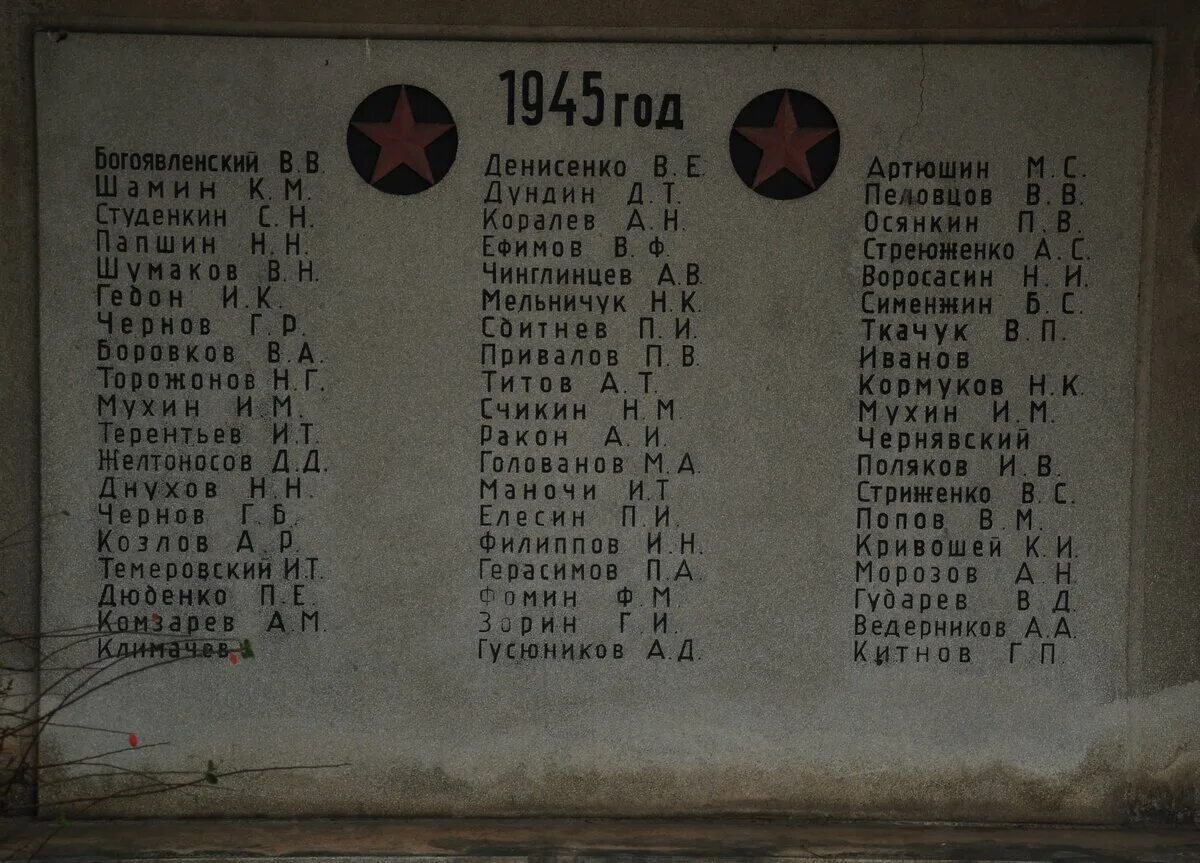 1945 год
Богоявленский В.В.
Шамин К.М.
Студенкин С.Н.
Папшин Н.Н.
Шумаков В.Н.
Гедон И.К.
Чернов Г.Р.
Боровков В.А.
Торожонов Н.Г.
Мухин И.М.
Терентьев И.Т.
Желтоносов Д.Д.
Днухов Н.Н.
Чернов Г.Б.
Козлов А.Р.
Темеровский И.Т.
Дюденко П.Е.
Комзарев А.М.
Климачев
Денисенко В.Е.
Дундин Д.Т.
Коралев А.Н.
Ефимов В.Ф.
Чинглинцев А.В.
Мельничук Н.К.
Сдитнев П.И.
Привалов П.В.
Титов А.Т.
Счикин Н.М
Ракон А.И.
Голованов М.А.
Маночи И.Т
Елесин П.И.
Филиппов И.Н.
Герасимов П.А.
Фомин Ф.М.
Зорин Г.И.
Гусюников А.Д.
Артюшин М.С.
Пеловцов В.В.
Осянкин П.В.
Стреюженко А.С.
Воросасин Н.И.
Сименжин Б.С.
Ткачук В.П.
Иванов
Кормуков Н.К.
Мухин И.М.
Чернявский
Поляков И.В.
Стриженко В.С.
Попов В.М.
Кривошей К.И.
Морозов А.Н.
Гударев В.Д.
Ведерников А.А.
Китнов Г.П.